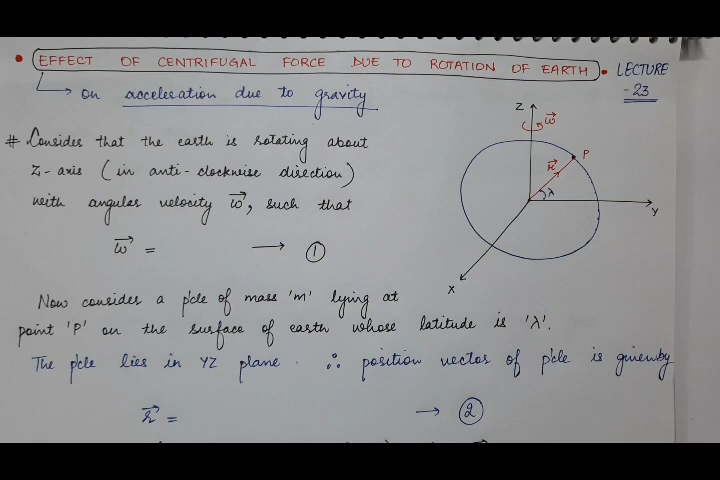 • EFFECT OF CENTRIFUGAL FORCE DUE TO ROTATION OF EARTH •
LECTURE
-23
→ on acceleration due to gravity
# Consider that the earth is rotating about
Z-axis (in anti-clockwise direction)
with angular velocity ω⃗, such that
ω⃗ = → ①
Z
ω⃗
P
r⃗
λ
Y
X
Now consider a p'cle of mass 'm' lying at
point 'P' on the surface of earth whose latitude is 'λ'.
The p'cle lies in YZ plane . ∴ position vector of p'cle is given by
r⃗ = → ②